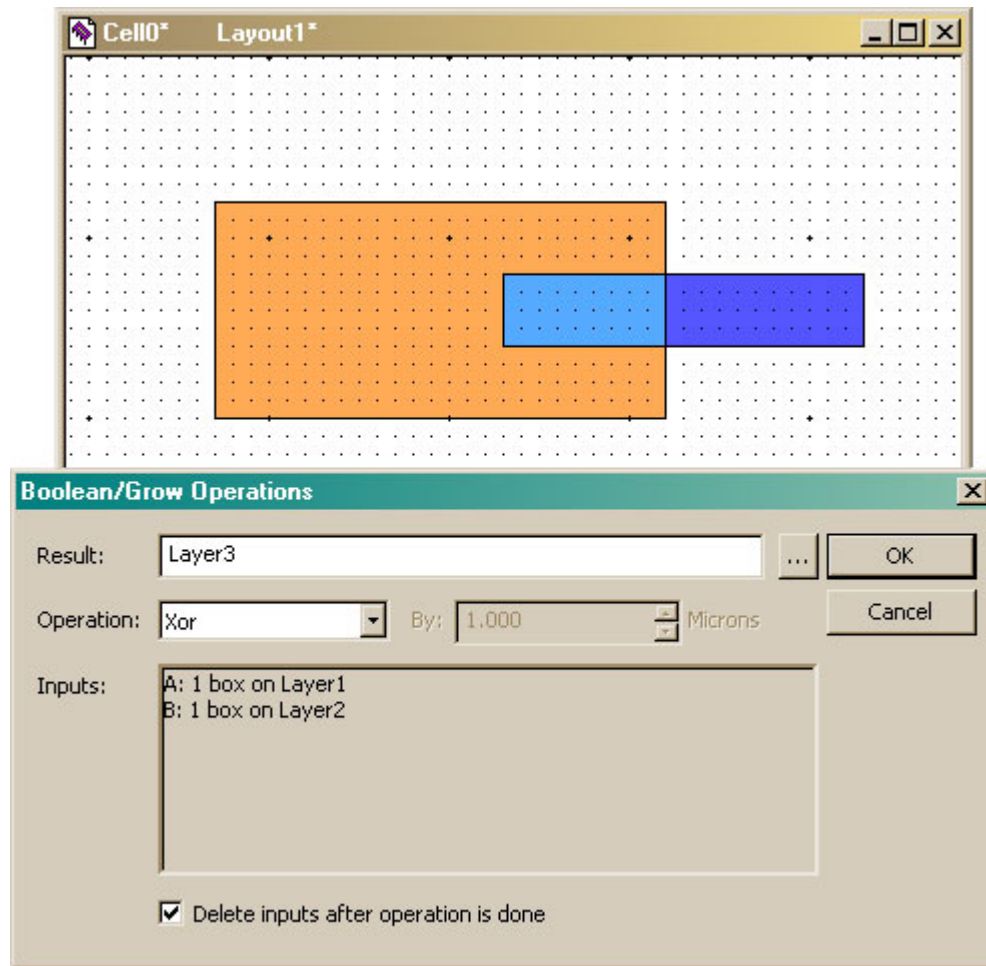 Cell0* Layout1*
Boolean/Grow Operations
Result: Layer3 ... OK
Operation: Xor By: 1.000 Microns Cancel
Inputs: A: 1 box on Layer1
B: 1 box on Layer2
Delete inputs after operation is done